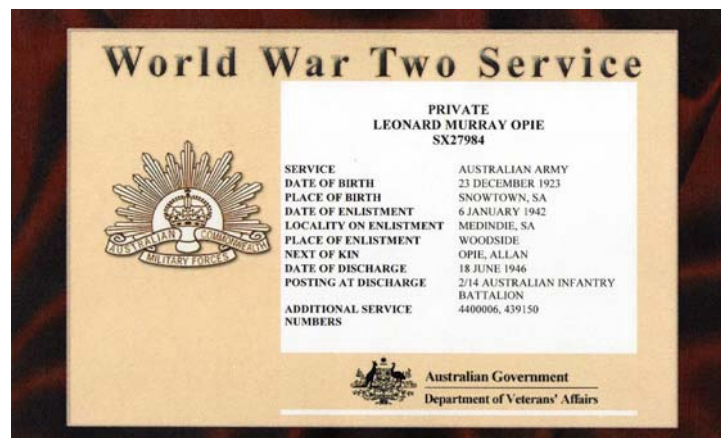 World War Two Service
PRIVATE
LEONARD MURRAY OPIE
SX27984
SERVICE AUSTRALIAN ARMY
DATE OF BIRTH 23 DECEMBER 1923
PLACE OF BIRTH SNOWTOWN, SA
DATE OF ENLISTMENT 6 JANUARY 1942
LOCALITY ON ENLISTMENT MEDINDIE, SA
PLACE OF ENLISTMENT WOODSIDE
NEXT OF KIN OPIE, ALLAN
DATE OF DISCHARGE 18 JUNE 1946
POSTING AT DISCHARGE 2/14 AUSTRALIAN INFANTRY
BATTALION
ADDITIONAL SERVICE 4400006, 439150
NUMBERS
AUSTRALIAN COMMONWEALTH
MILITARY FORCES
Australian Government
Department of Veterans' Affairs